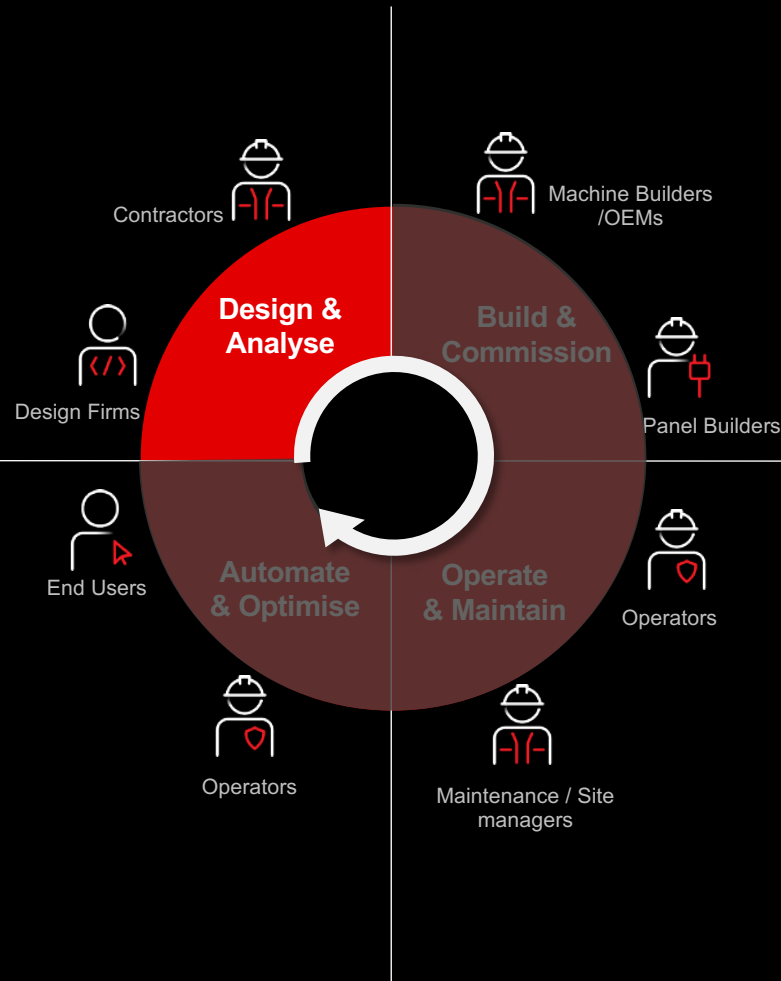 Contractors
Machine Builders
/OEMs
Design &
Analyse
Build &
Commission
Design Firms
Panel Builders
End Users
Automate
& Optimise
Operate
& Maintain
Operators
Operators
Maintenance / Site
managers